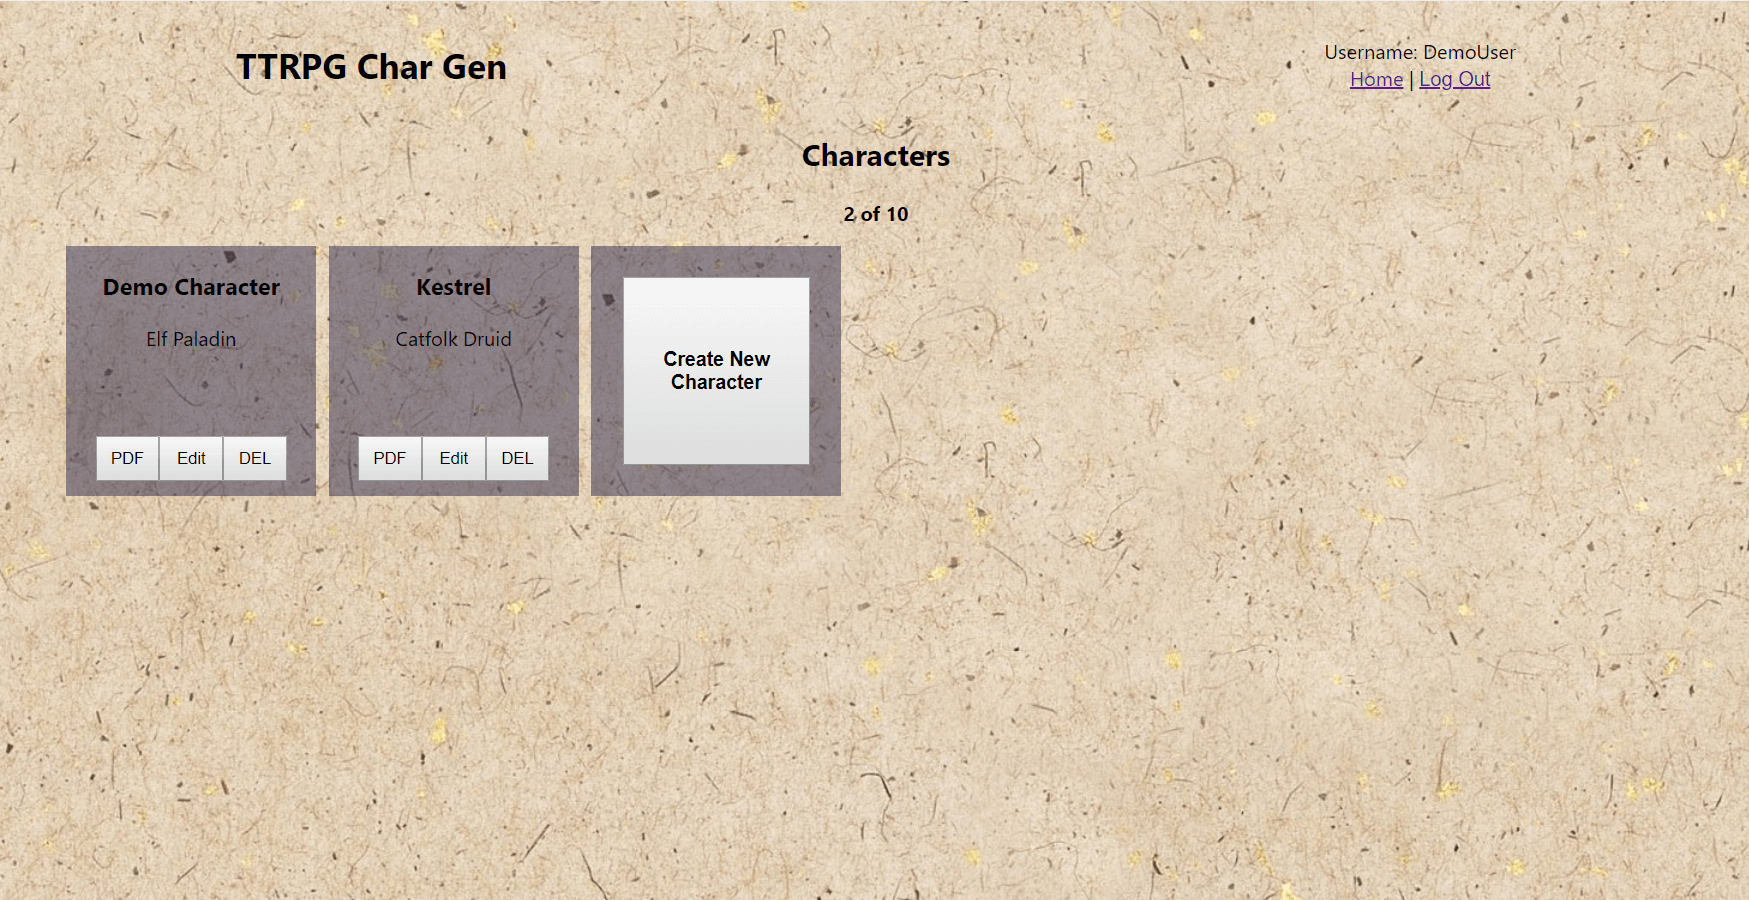 TTRPG Char Gen
Username: DemoUser
Home | Log Out
Characters
2 of 10
Demo Character
Elf Paladin
PDF Edit DEL
Kestrel
Catfolk Druid
PDF Edit DEL
Create New
Character